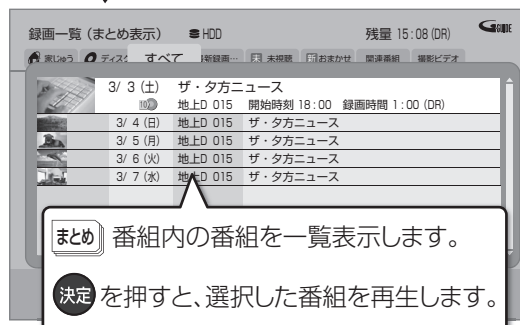 録画一覧 (まとめ表示) HDD 残量 15:08 (DR) G-GUIDE
家じゅう ディスク すべて 最新録画… 未視聴 おまかせ 関連番組 撮影ビデオ
3/ 3 (土) ザ・夕方ニュース
地上D 015 開始時刻 18:00 録画時間 1:00 (DR)
3/ 4 (日) 地上D 015 ザ・夕方ニュース
3/ 5 (月) 地上D 015 ザ・夕方ニュース
3/ 6 (火) 地上D 015 ザ・夕方ニュース
3/ 7 (水) 地上D 015 ザ・夕方ニュース
まとめ 番組内の番組を一覧表示します。
決定 を押すと、選択した番組を再生します。